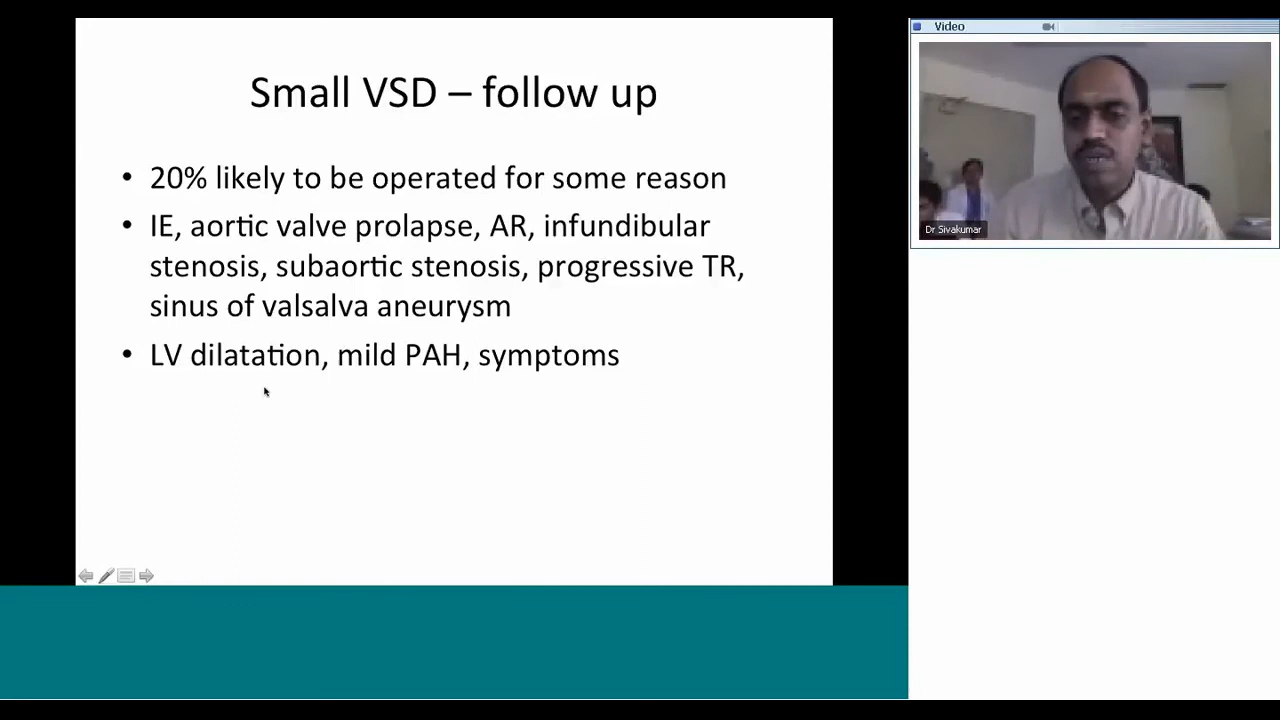 Small VSD – follow up
• 20% likely to be operated for some reason
• IE, aortic valve prolapse, AR, infundibular
stenosis, subaortic stenosis, progressive TR,
sinus of valsalva aneurysm
• LV dilatation, mild PAH, symptoms
Video
Dr Sivakumar